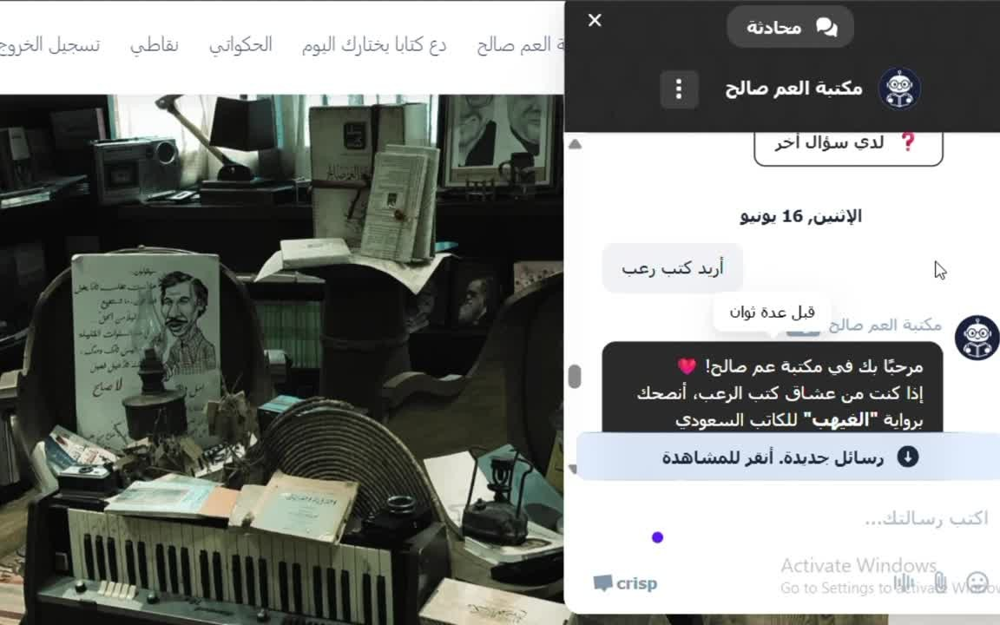 محادثة
مكتبة العم صالح
العم صالح
دع كتابا يختارك اليوم
الحكواتي
نقاطي
تسجيل الخروج
لدي سؤال أخر
الإثنين, 16 يونيو
أريد كتب رعب
قبل عدة ثوان
مكتبة العم صالح
مرحبًا بك في مكتبة عم صالح!
إذا كنت من عشاق كتب الرعب، أنصحك
برواية "الغيهب" للكاتب السعودي
رسائل جديدة. أنقر للمشاهدة
اكتب رسالتك...
Activate Windows
Go to Settings to activate Windows
crisp